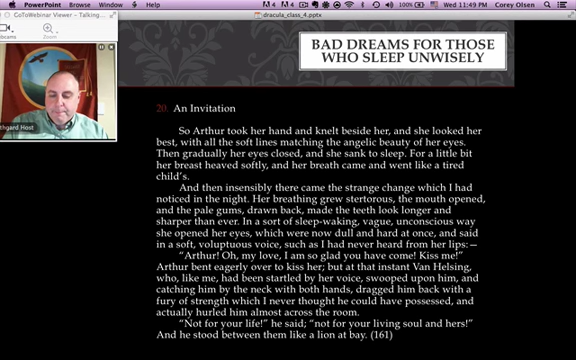 PowerPoint File Edit View Insert Format Arrange Tools Slide Show Window Help 100% Wed 11:49 PM Corey Olsen
GoToWebinar Viewer – Talking...
dracula_class_4.pptx
Zoom
BAD DREAMS FOR THOSE
WHO SLEEP UNWISELY
thgard Host
20. An Invitation
So Arthur took her hand and knelt beside her, and she looked her
best, with all the soft lines matching the angelic beauty of her eyes.
Then gradually her eyes closed, and she sank to sleep. For a little bit
her breast heaved softly, and her breath came and went like a tired
child's.
And then insensibly there came the strange change which I had
noticed in the night. Her breathing grew stertorous, the mouth opened,
and the pale gums, drawn back, made the teeth look longer and
sharper than ever. In a sort of sleep-waking, vague, unconscious way
she opened her eyes, which were now dull and hard at once, and said
in a soft, voluptuous voice, such as I had never heard from her lips:—
"Arthur! Oh, my love, I am so glad you have come! Kiss me!"
Arthur bent eagerly over to kiss her; but at that instant Van Helsing,
who, like me, had been startled by her voice, swooped upon him, and
catching him by the neck with both hands, dragged him back with a
fury of strength which I never thought he could have possessed, and
actually hurled him almost across the room.
"Not for your life!" he said; "not for your living soul and hers!"
And he stood between them like a lion at bay. (161)